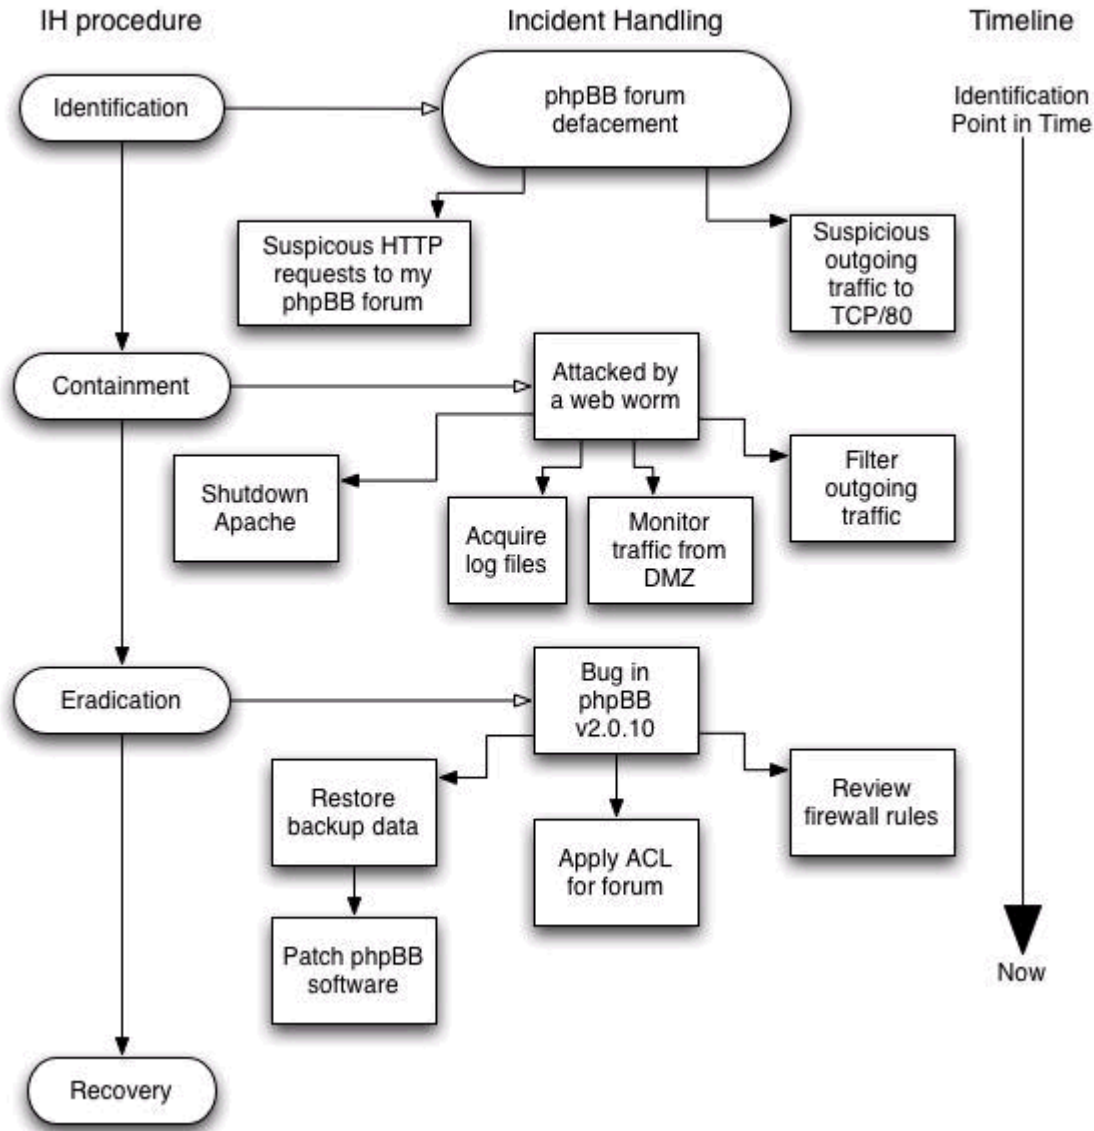 IH procedure
Incident Handling
Timeline
Identification
phpBB forum
defacement
Identification
Point in Time
Suspicous HTTP
requests to my
phpBB forum
Suspicious
outgoing
traffic to
TCP/80
Containment
Attacked by
a web worm
Shutdown
Apache
Acquire
log files
Monitor
traffic from
DMZ
Filter
outgoing
traffic
Eradication
Bug in
phpBB
v2.0.10
Restore
backup data
Apply ACL
for forum
Review
firewall rules
Patch phpBB
software
Now
Recovery